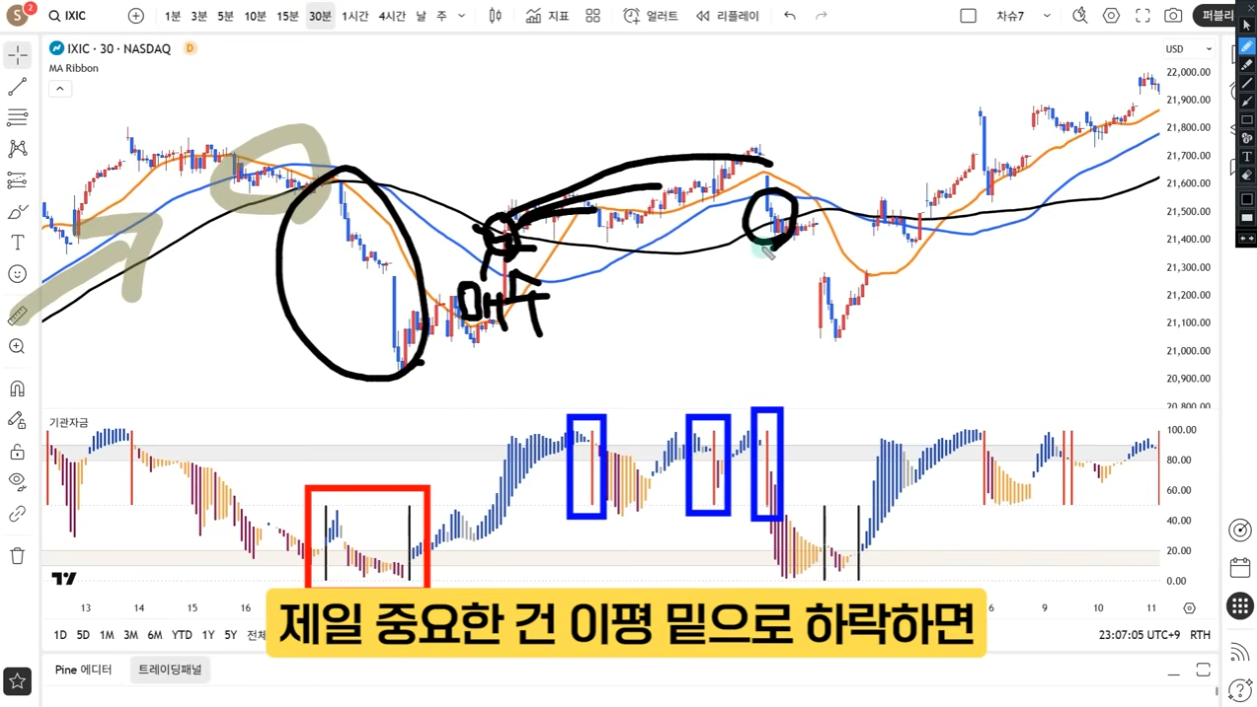 S 2 IXIC 1분 3분 5분 10분 15분 30분 1시간 4시간 날 주 지표 얼러트 리플레이 차슈7 퍼블리
IXIC · 30 · NASDAQ D
MA Ribbon
USD
22,000.00
21,900.00
21,800.00
21,700.00
21,600.00
21,500.00
21,400.00
21,300.00
21,200.00
21,100.00
21,000.00
20,900.00
20,800.00
매수
기관자금
100.00
80.00
60.00
40.00
20.00
0.00
13 14 15 16 6 9 10 11
제일 중요한 건 이평 밑으로 하락하면
1D 5D 1M 3M 6M YTD 1Y 5Y 전체
23:07:05 UTC+9 RTH
Pine 에디터 트레이딩패널